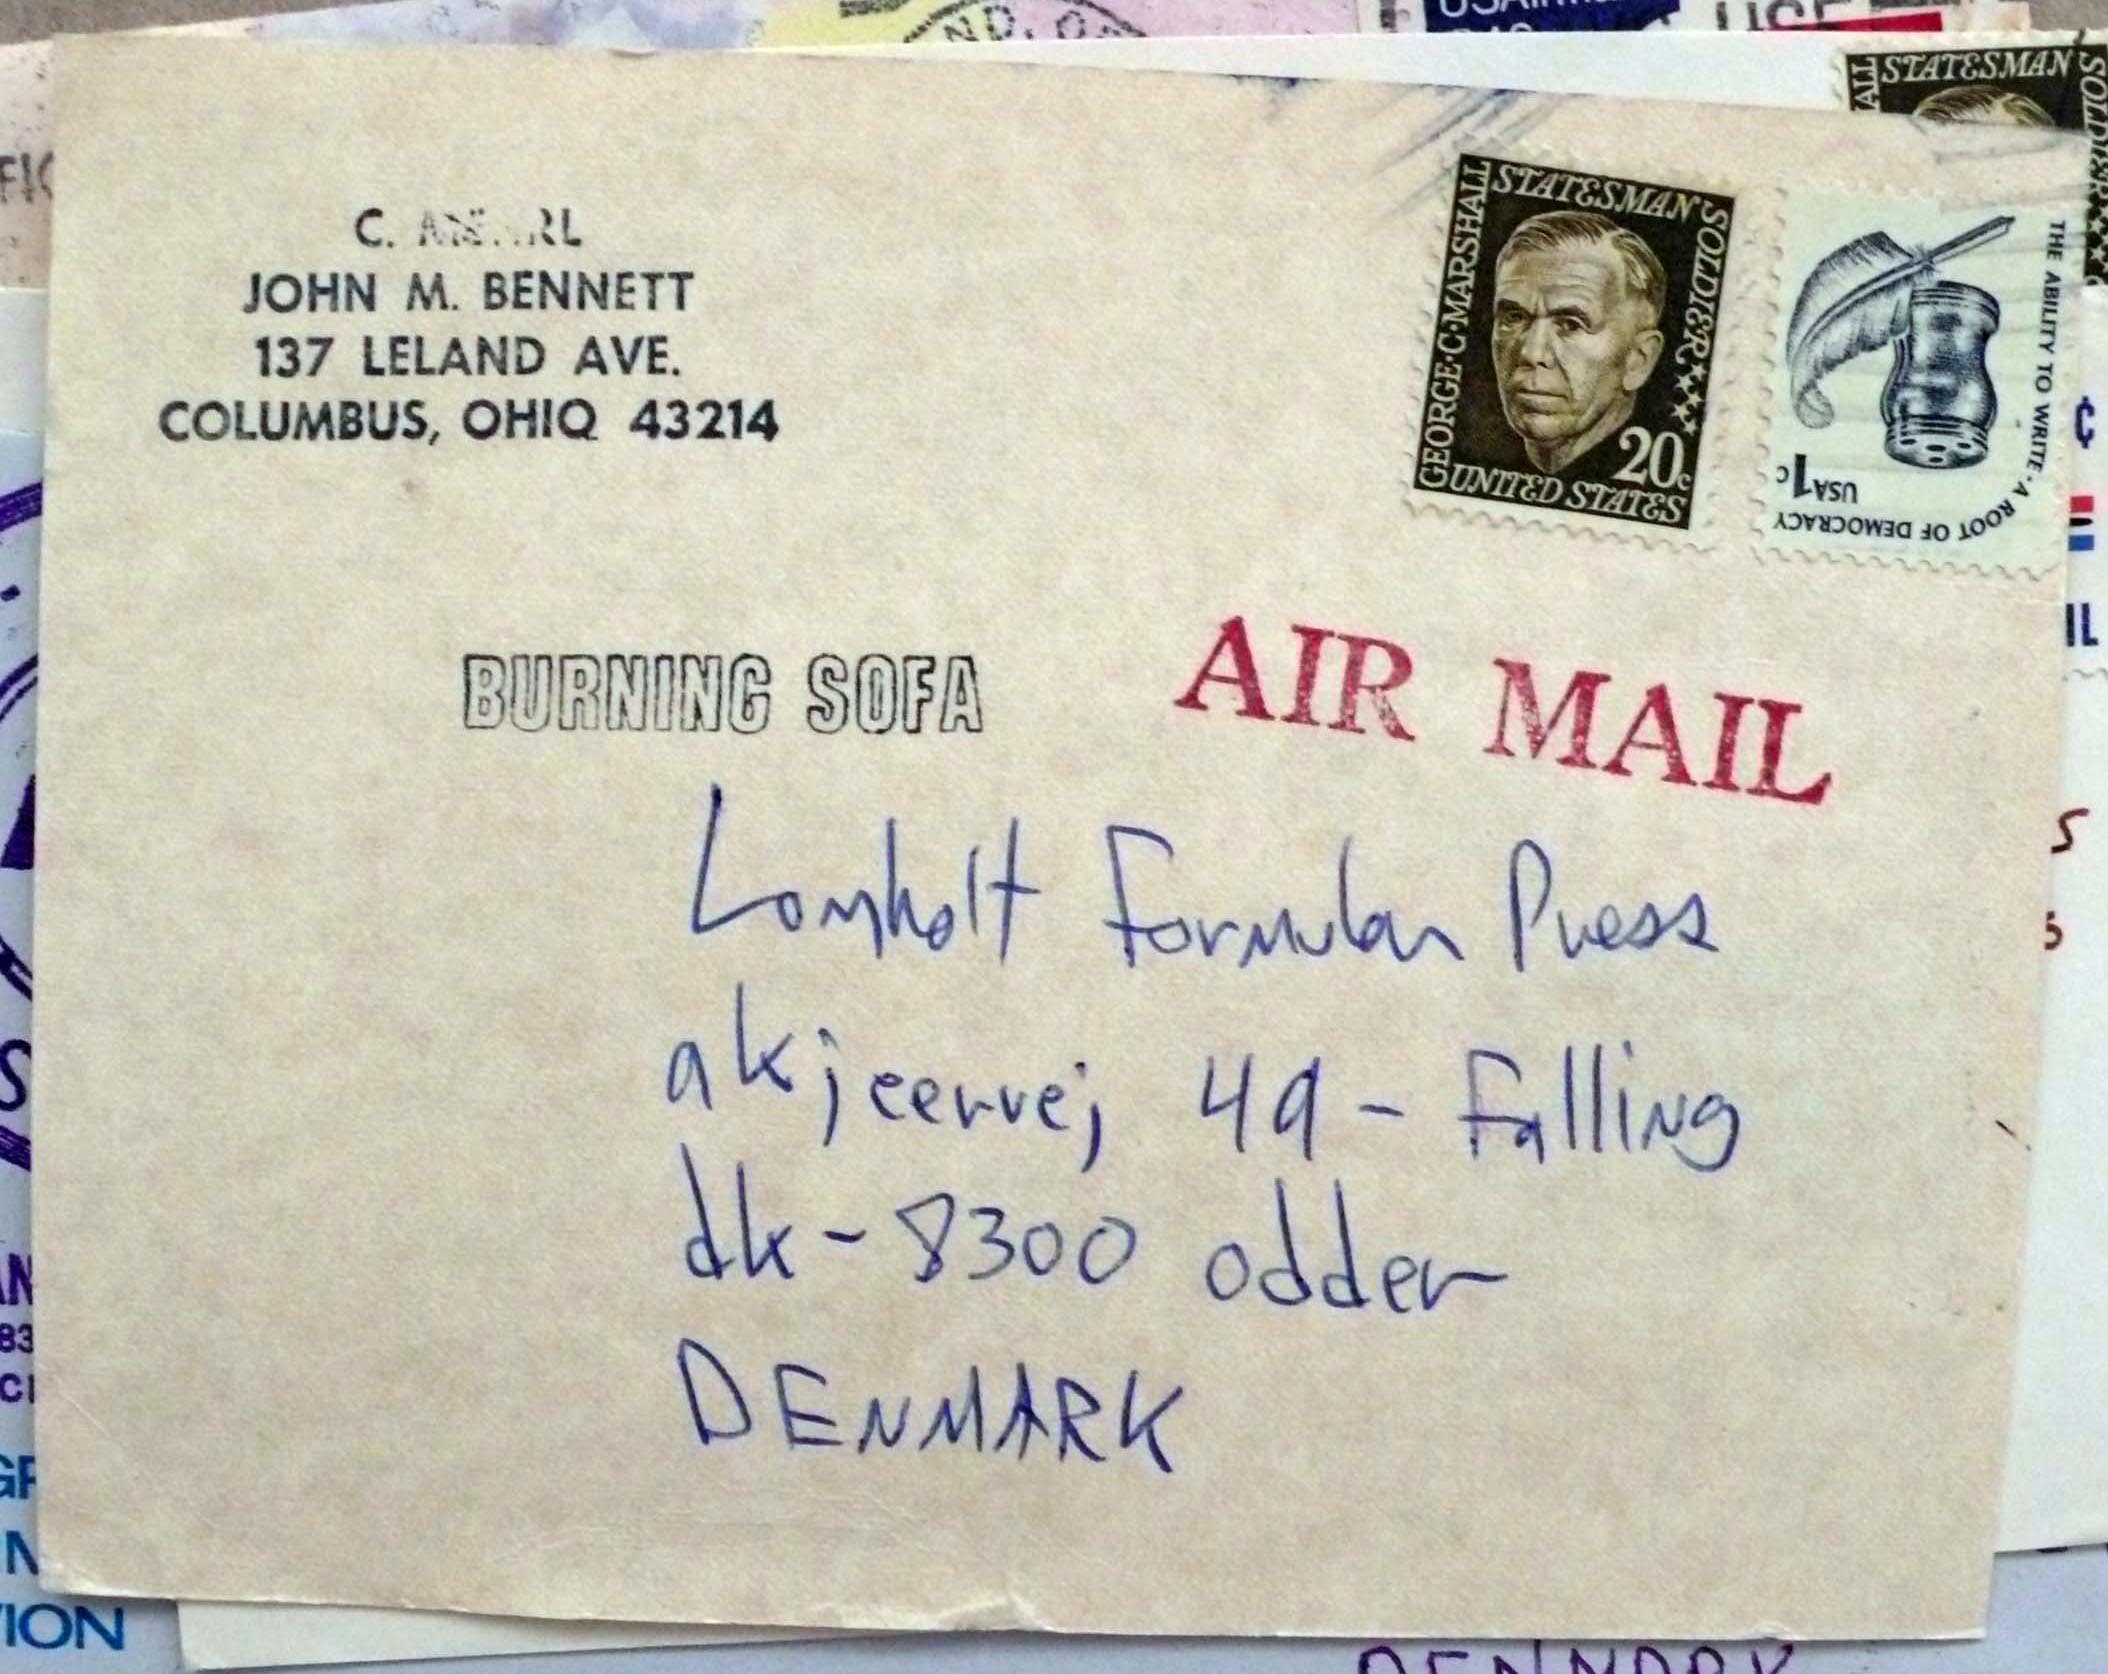 C.
JOHN M. BENNETT
137 LELAND AVE.
COLUMBUS, OHIO 43214
GEORGE·C·MARSHALL
STATESMAN
SOLDIER
20c
UNITED STATES
THE ABILITY TO WRITE·A ROOT OF DEMOCRACY
USA 1c
BURNING SOFA
AIR MAIL
Lomholt Formular Press
akjeervej 49 - Falling
dk - 8300 odder
DENMARK
STATESMAN
DENMARK